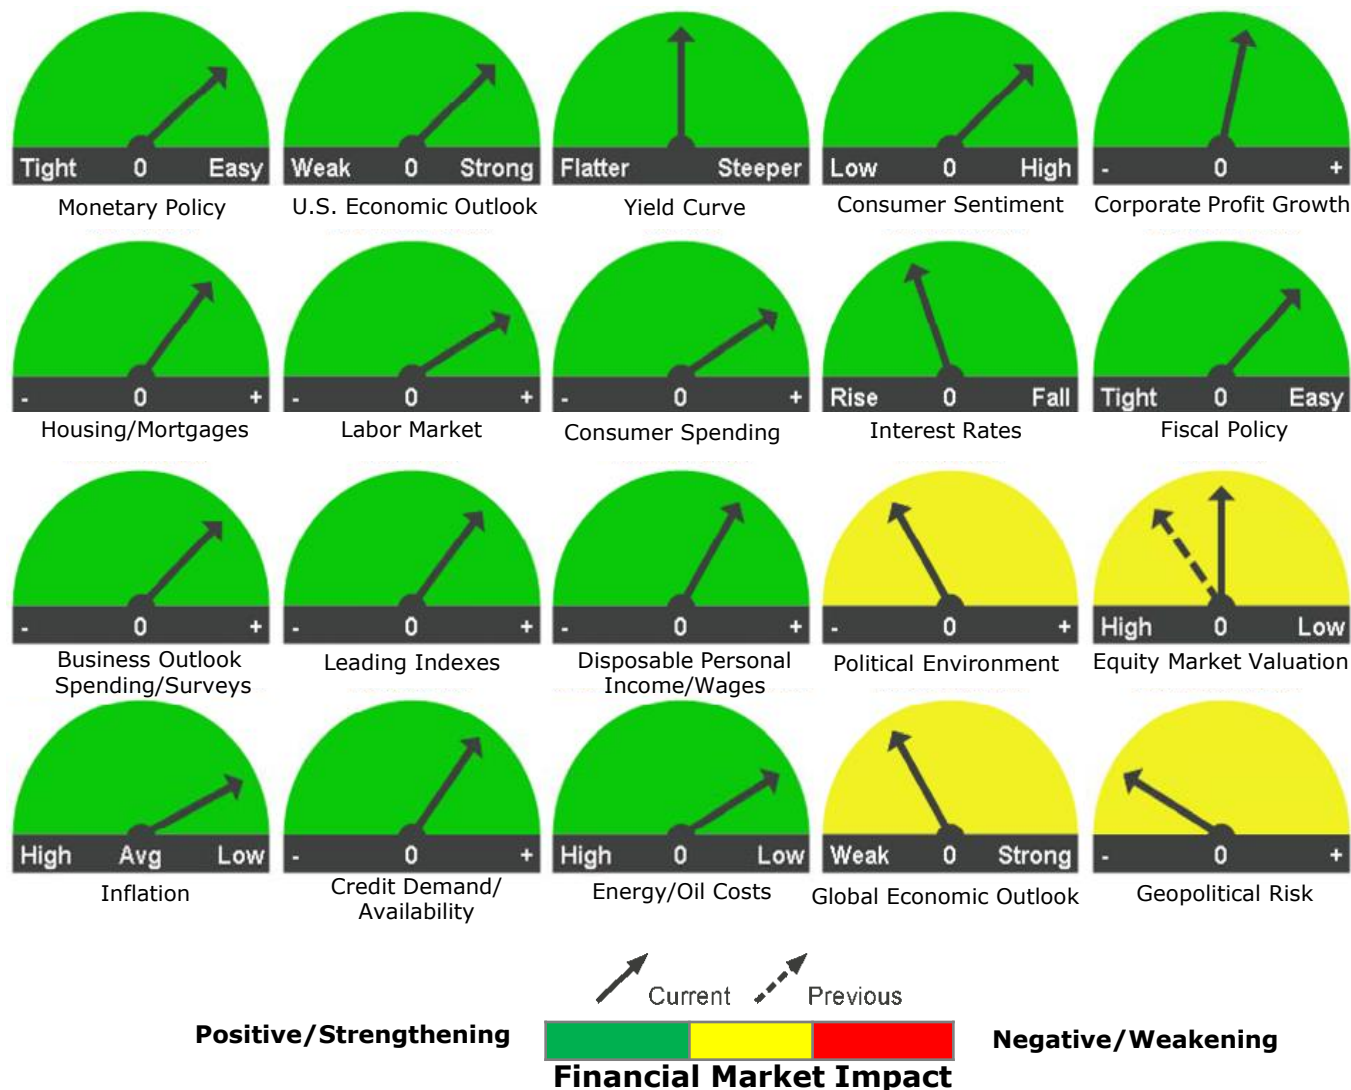 Tight 0 Easy
Monetary Policy
Weak 0 Strong
U.S. Economic Outlook
Flatter Steeper
Yield Curve
Low 0 High
Consumer Sentiment
- 0 +
Corporate Profit Growth
- 0 +
Housing/Mortgages
- 0 +
Labor Market
- 0 +
Consumer Spending
Rise 0 Fall
Interest Rates
Tight 0 Easy
Fiscal Policy
- 0 +
Business Outlook
Spending/Surveys
- 0 +
Leading Indexes
- 0 +
Disposable Personal
Income/Wages
- 0 +
Political Environment
High 0 Low
Equity Market Valuation
High Avg Low
Inflation
- 0 +
Credit Demand/
Availability
High 0 Low
Energy/Oil Costs
Weak 0 Strong
Global Economic Outlook
- 0 +
Geopolitical Risk
Current Previous
Positive/Strengthening Negative/Weakening
Financial Market Impact